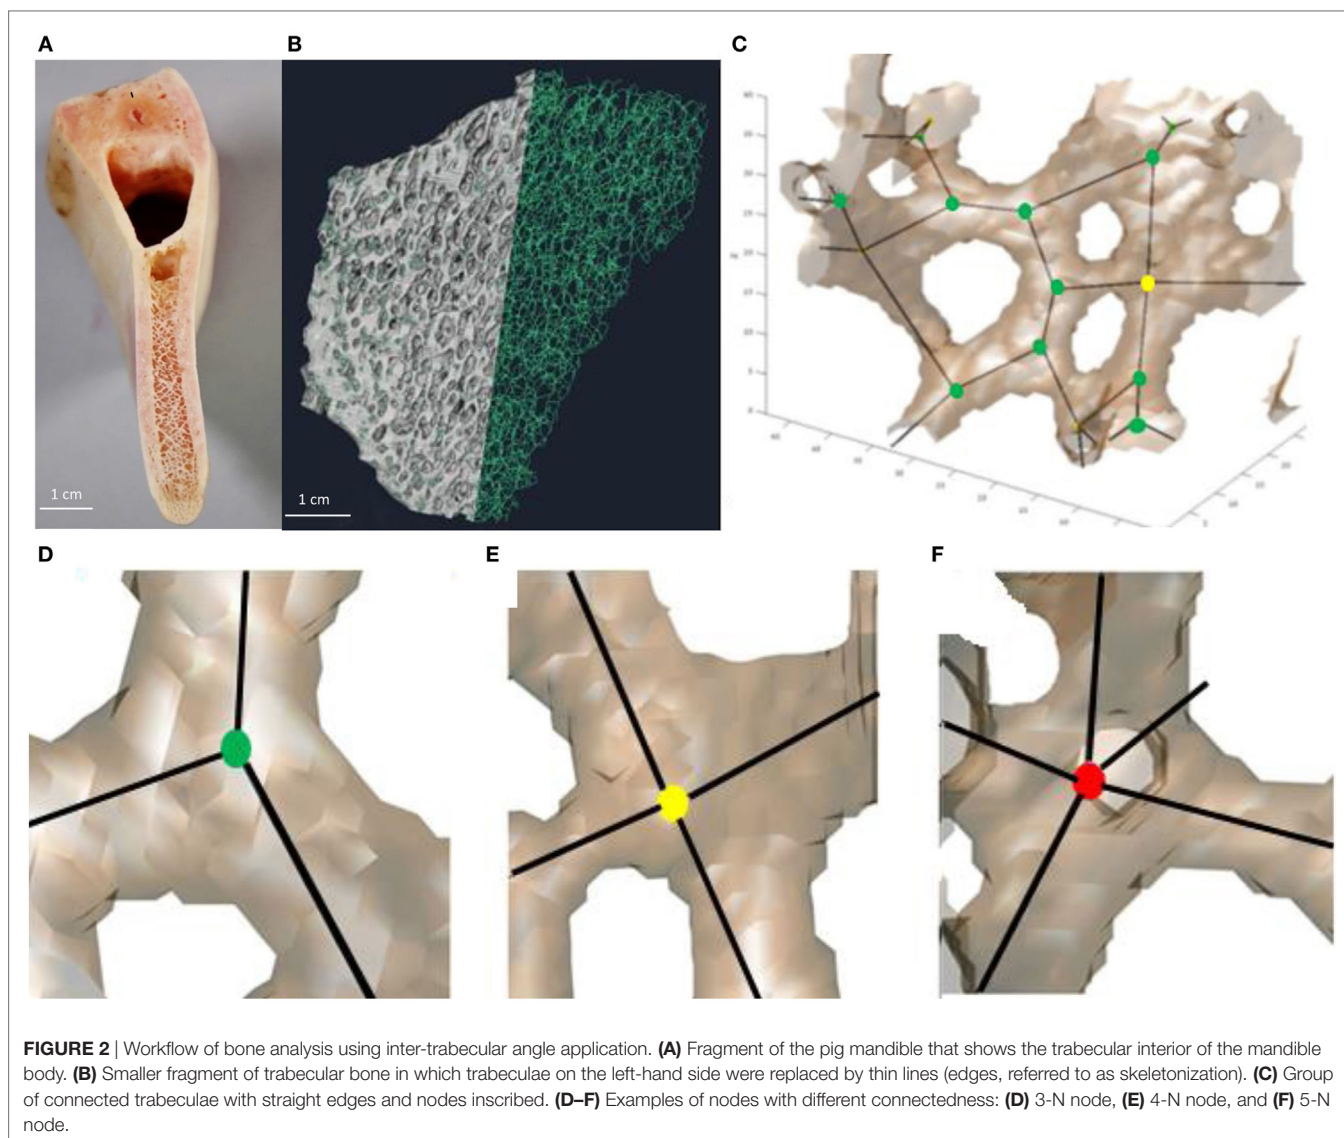 A
B
C
1 cm
1 cm
D
E
F
FIGURE 2 | Workflow of bone analysis using inter-trabecular angle application. (A) Fragment of the pig mandible that shows the trabecular interior of the mandible
body. (B) Smaller fragment of trabecular bone in which trabeculae on the left-hand side were replaced by thin lines (edges, referred to as skeletonization). (C) Group
of connected trabeculae with straight edges and nodes inscribed. (D–F) Examples of nodes with different connectedness: (D) 3-N node, (E) 4-N node, and (F) 5-N
node.